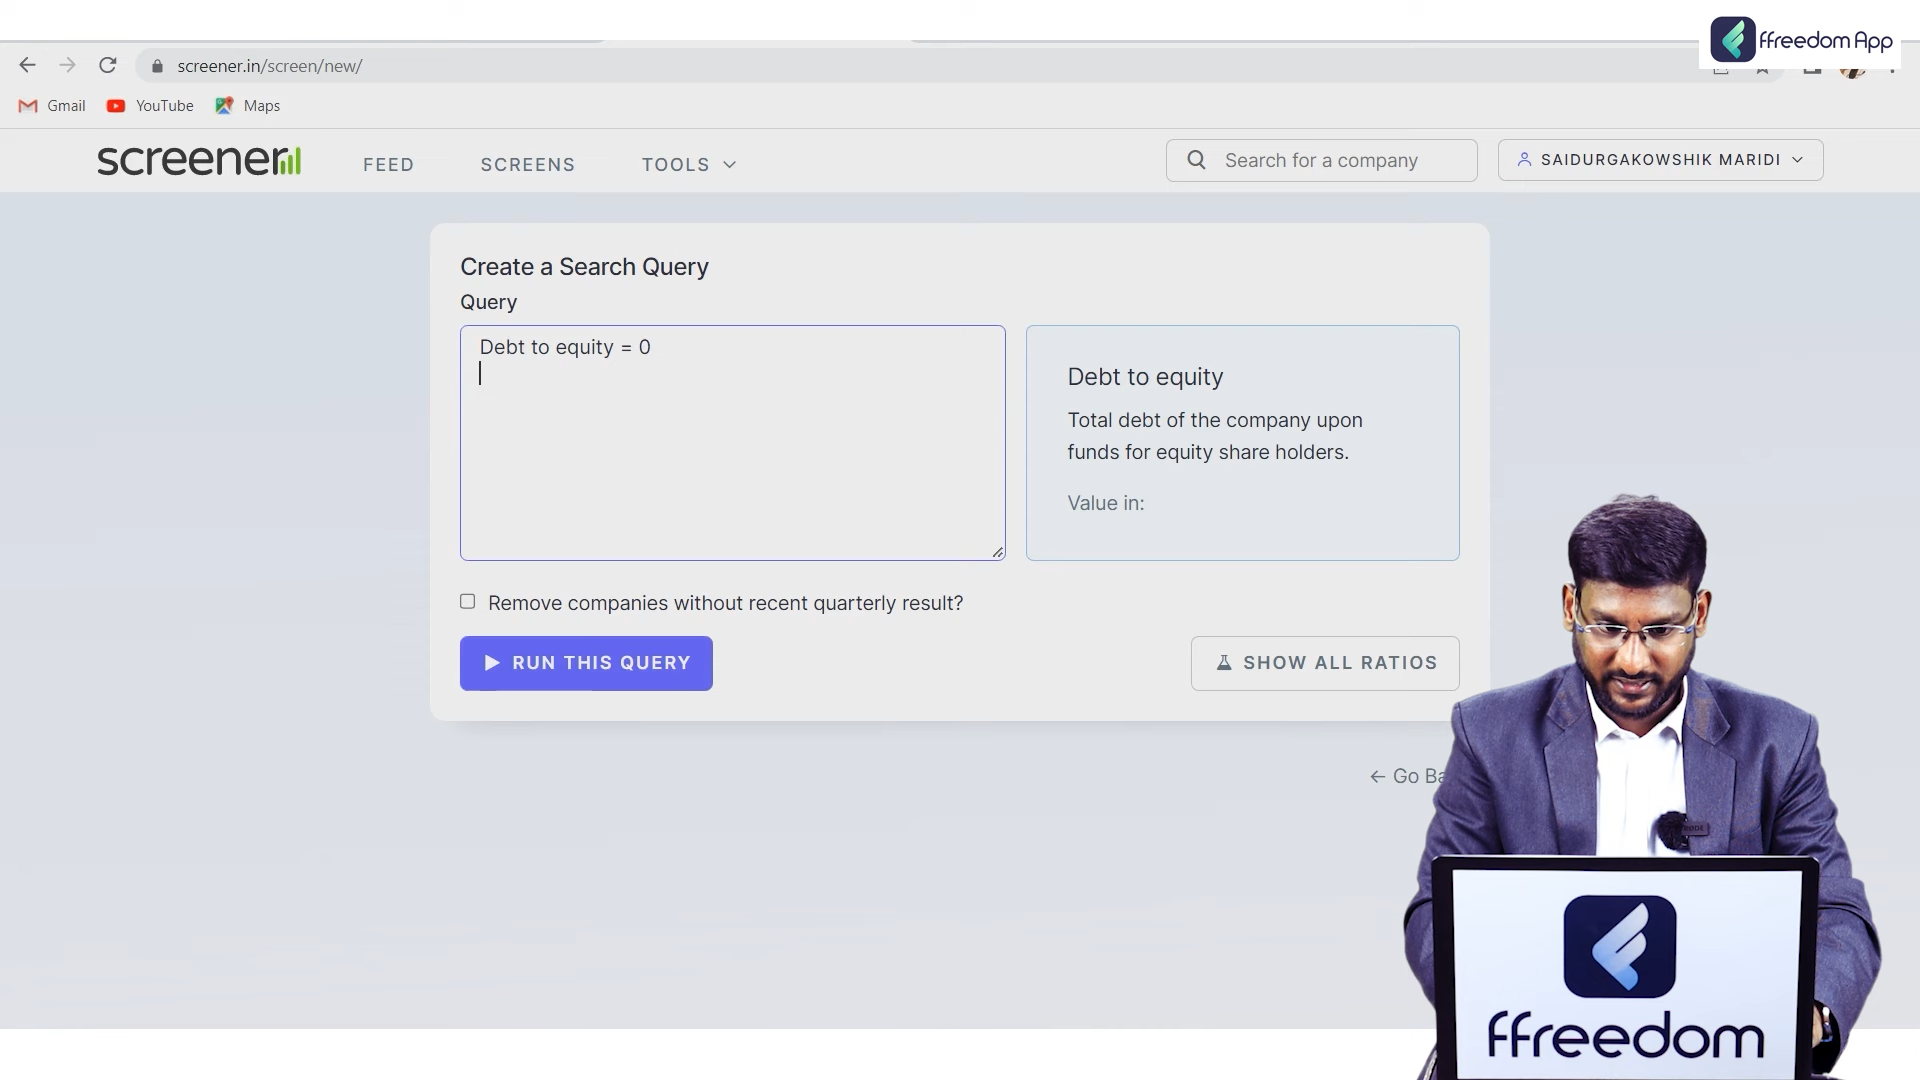 ffreedom App
screener.in/screen/new/
Gmail YouTube Maps
screener FEED SCREENS TOOLS Search for a company SAIDURGAKOWSHIK MARIDI
Create a Search Query
Query
Debt to equity = 0
Debt to equity
Total debt of the company upon
funds for equity share holders.
Value in:
Remove companies without recent quarterly result?
RUN THIS QUERY SHOW ALL RATIOS
← Go Ba
RODE
ffreedom